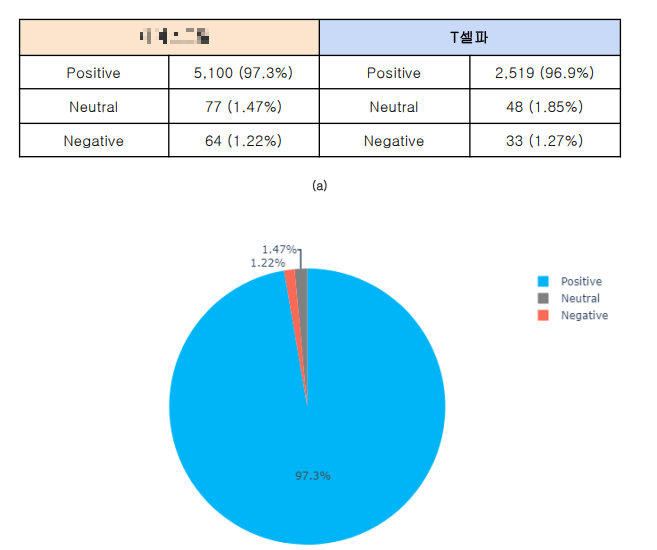 T셀파
Positive 5,100 (97.3%) Positive 2,519 (96.9%)
Neutral 77 (1.47%) Neutral 48 (1.85%)
Negative 64 (1.22%) Negative 33 (1.27%)
(a)
1.47%
1.22%
Positive
Neutral
Negative
97.3%